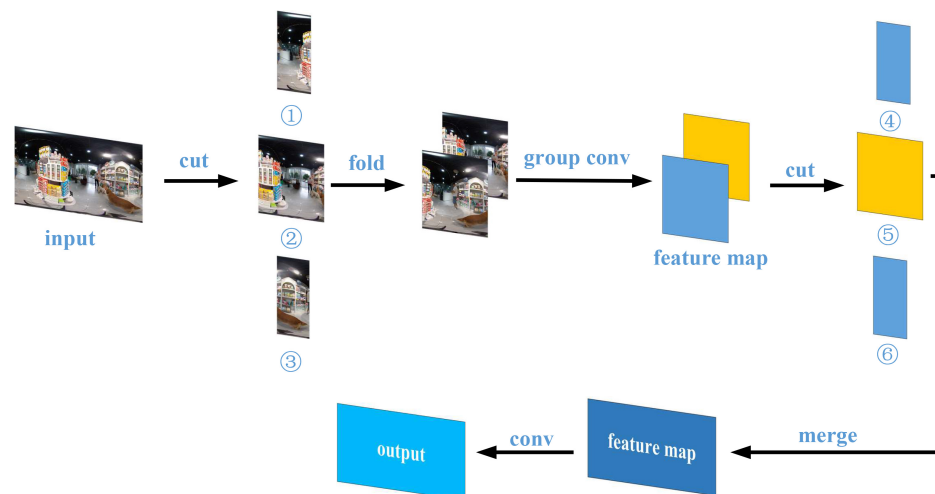 ①
④
cut
fold
group conv
cut
input
②
feature map
⑤
③
⑥
output
conv
feature map
merge